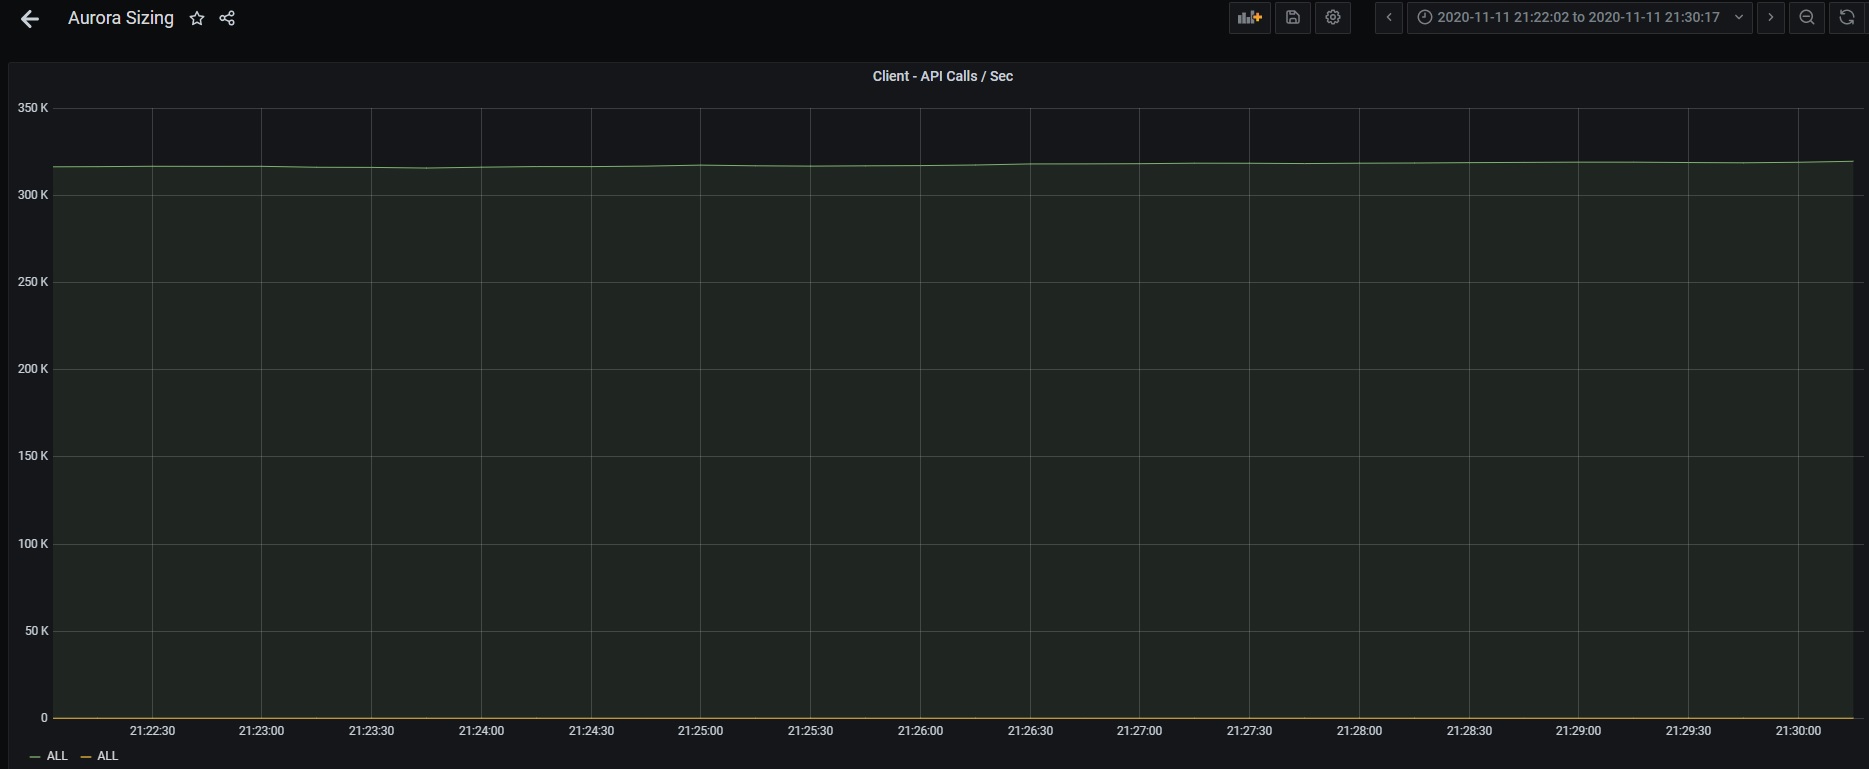 Aurora Sizing
2020-11-11 21:22:02 to 2020-11-11 21:30:17
Client - API Calls / Sec
350 K
300 K
250 K
200 K
150 K
100 K
50 K
0
21:22:30 21:23:00 21:23:30 21:24:00 21:24:30 21:25:00 21:25:30 21:26:00 21:26:30 21:27:00 21:27:30 21:28:00 21:28:30 21:29:00 21:29:30 21:30:00
ALL ALL